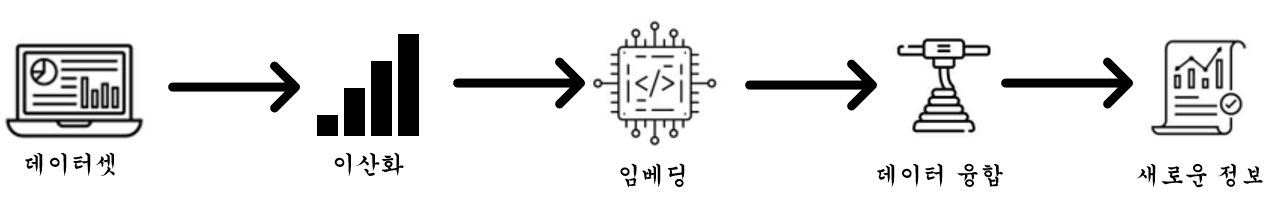 데이터셋
이산화
임베딩
데이터 융합
새로운 정보